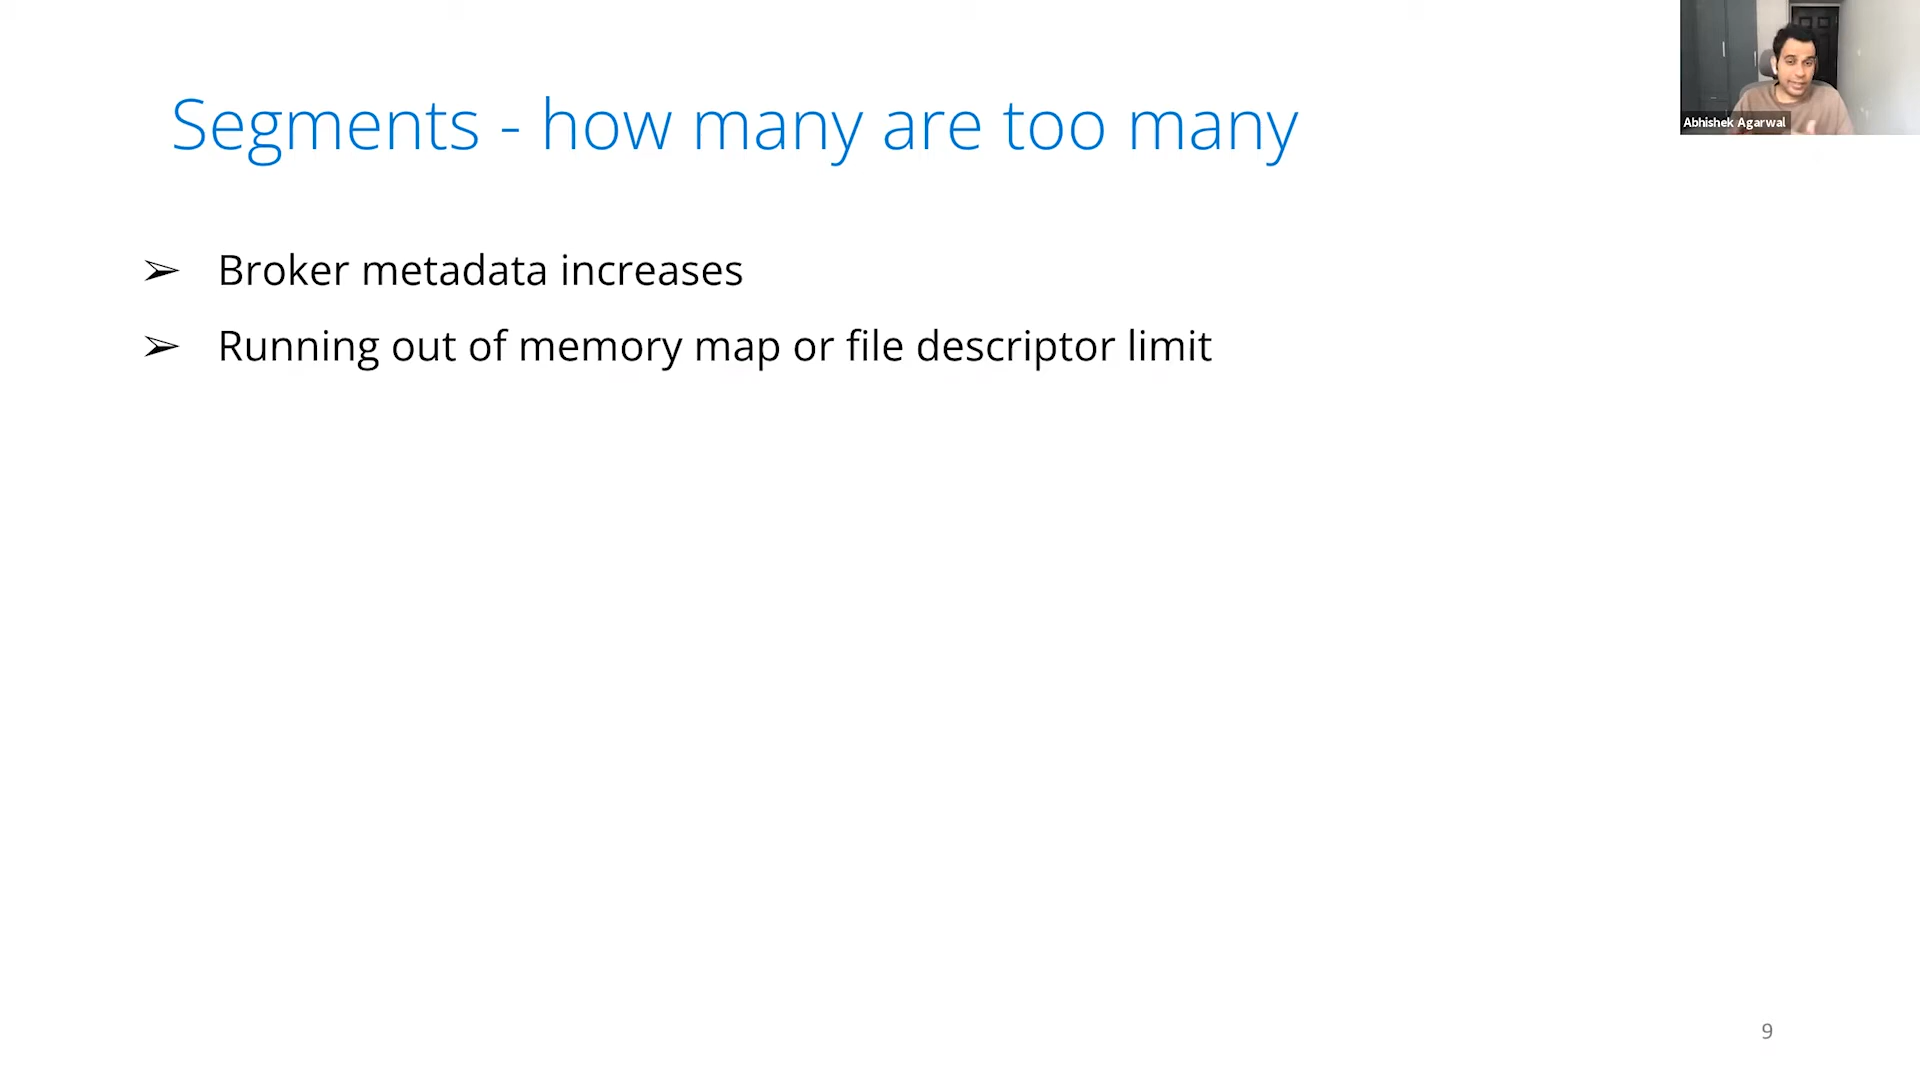 Segments - how many are too many
Abhishek Agarwal
➢ Broker metadata increases
➢ Running out of memory map or file descriptor limit
9